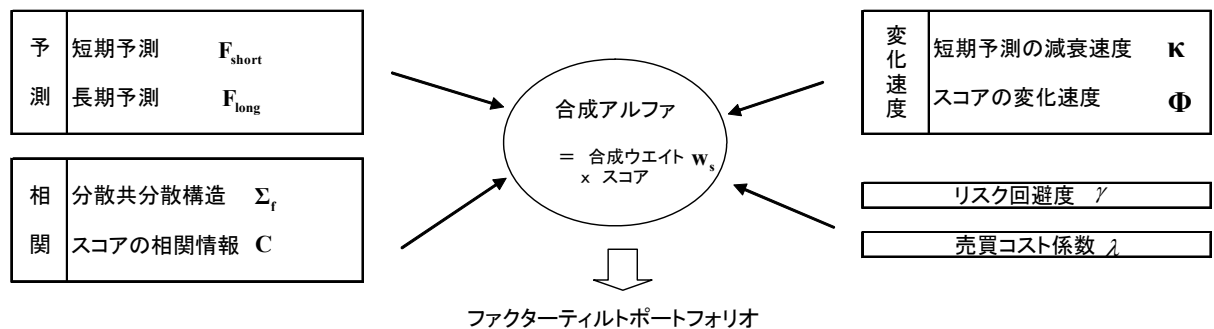 予測
短期予測 F_short
長期予測 F_long
相関
分散共分散構造 Σ_f
スコアの相関情報 C
合成アルファ
= 合成ウエイト w_s
x スコア
変化速度
短期予測の減衰速度 κ
スコアの変化速度 Φ
リスク回避度 γ
売買コスト係数 λ
ファクターティルトポートフォリオ